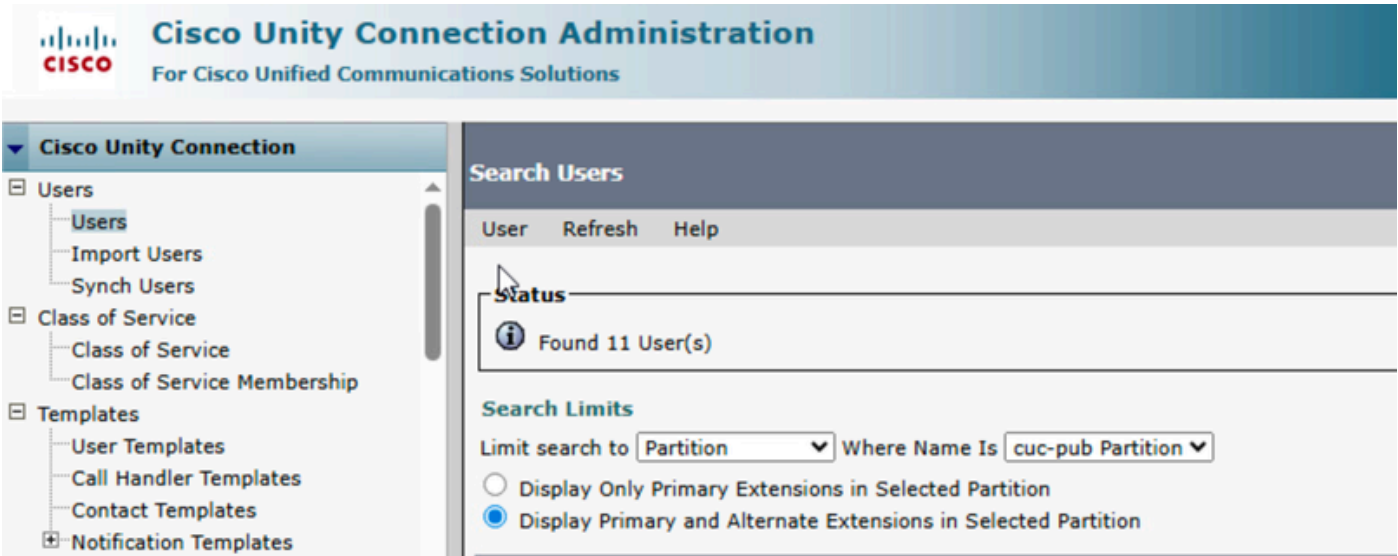 CISCO
Cisco Unity Connection Administration
For Cisco Unified Communications Solutions
Cisco Unity Connection
Users
Users
Import Users
Synch Users
Class of Service
Class of Service
Class of Service Membership
Templates
User Templates
Call Handler Templates
Contact Templates
Notification Templates
Search Users
User Refresh Help
Status
Found 11 User(s)
Search Limits
Limit search to Partition Where Name Is cuc-pub Partition
Display Only Primary Extensions in Selected Partition
Display Primary and Alternate Extensions in Selected Partition